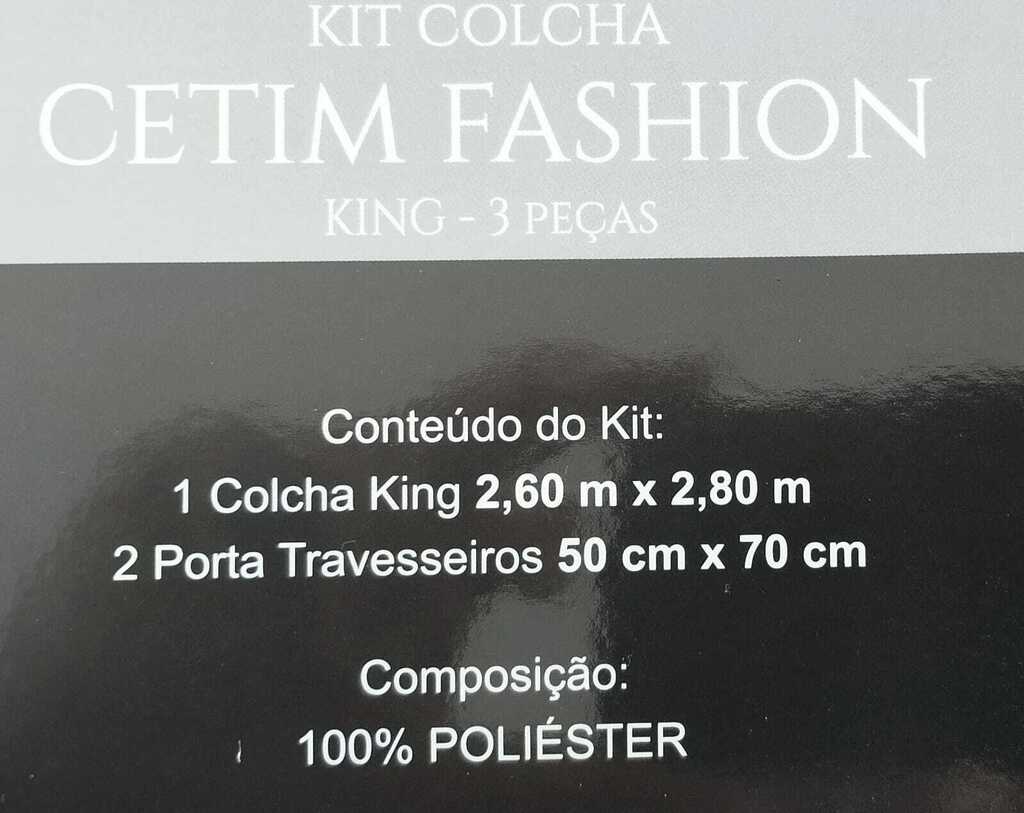 KIT COLCHA
CETIM FASHION
KING - 3 PEÇAS
Conteúdo do Kit:
1 Colcha King 2,60 m x 2,80 m
2 Porta Travesseiros 50 cm x 70 cm
Composição:
100% POLIÉSTER